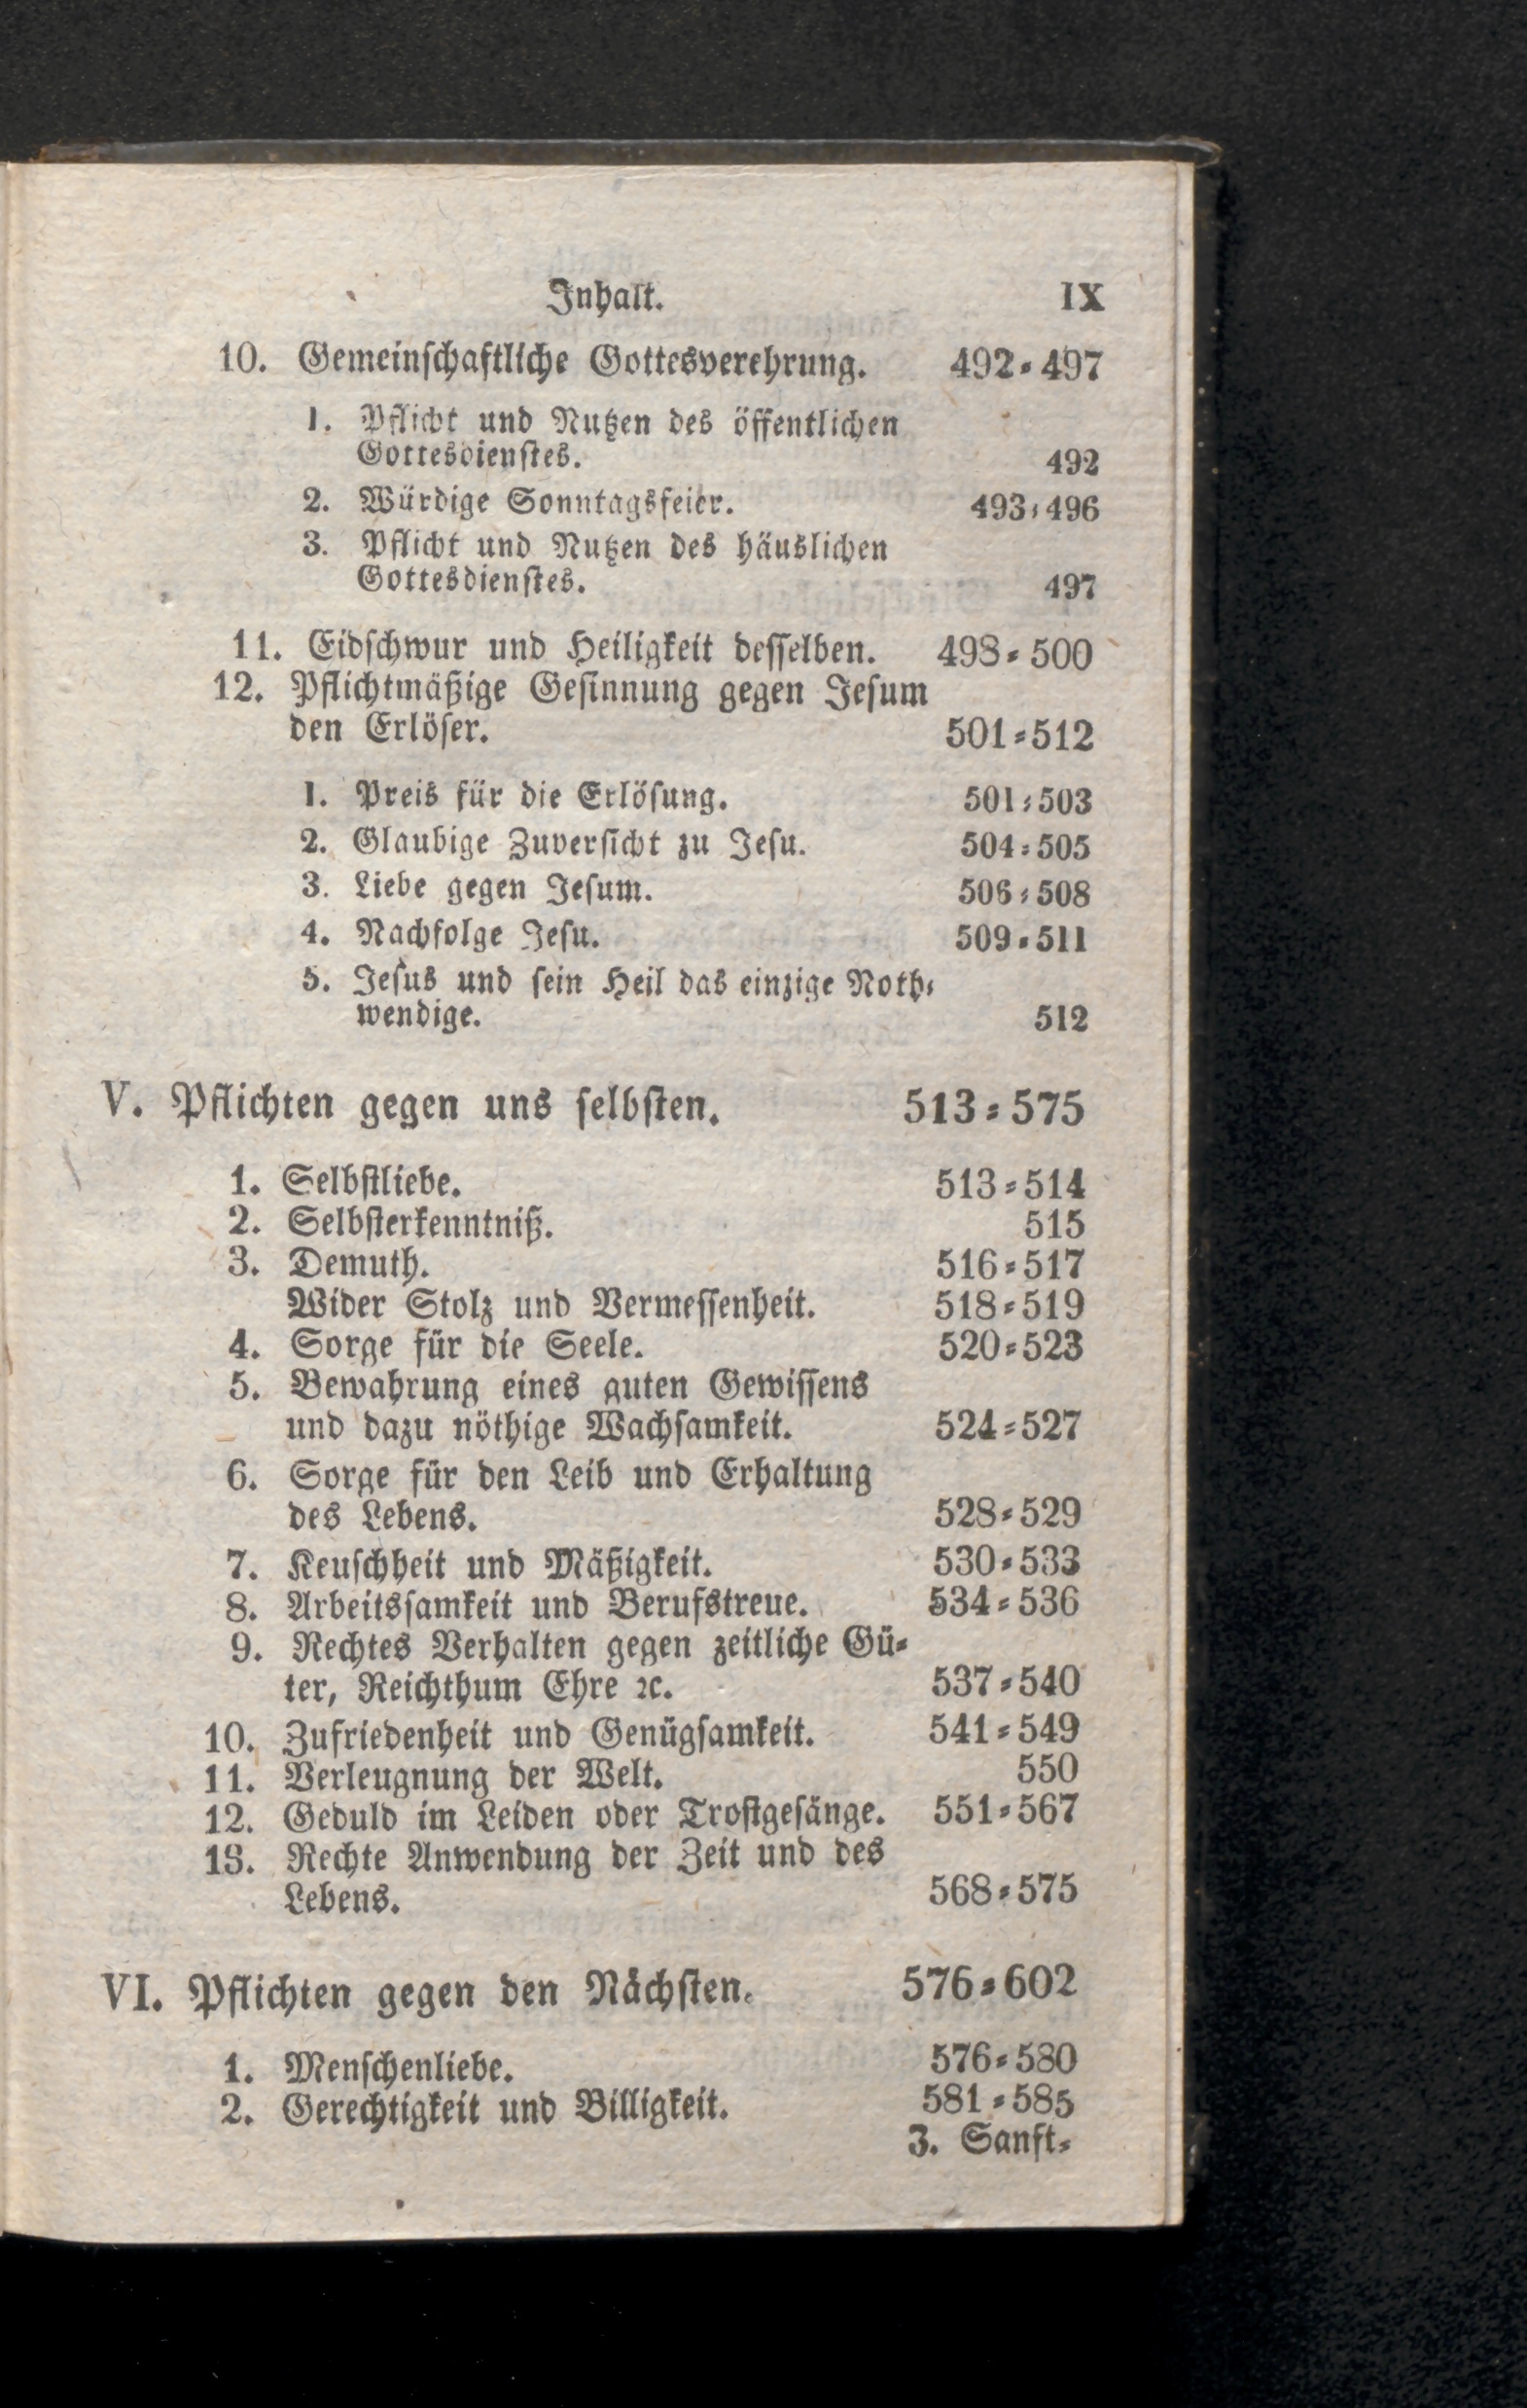 Inhalt. IX
10. Gemeinschaftliche Gottesverehrung. 492-497
1. Pflicht und Nutzen des öffentlichen
Gottesdienstes. 492
2. Würdige Sonntagsfeier. 493-496
3. Pflicht und Nutzen des häuslichen
Gottesdienstes. 497
11. Eidschwur und Heiligkeit desselben. 498-500
12. Pflichtmäßige Gesinnung gegen Jesum
den Erlöser. 501-512
1. Preis für die Erlösung. 501-503
2. Glaubige Zuversicht zu Jesu. 504-505
3. Liebe gegen Jesum. 506-508
4. Nachfolge Jesu. 509-511
5. Jesus und sein Heil das einzige Noth-
wendige. 512
V. Pflichten gegen uns selbsten. 513-575
1. Selbstliebe. 513-514
2. Selbsterkenntniß. 515
3. Demuth. 516-517
Wider Stolz und Vermessenheit. 518-519
4. Sorge für die Seele. 520-523
5. Bewahrung eines guten Gewissens
und dazu nöthige Wachsamkeit. 524-527
6. Sorge für den Leib und Erhaltung
des Lebens. 528-529
7. Keuschheit und Mäßigkeit. 530-533
8. Arbeitssamkeit und Berufstreue. 534-536
9. Rechtes Verhalten gegen zeitliche Gü-
ter, Reichthum Ehre ꝛc. 537-540
10. Zufriedenheit und Genügsamkeit. 541-549
11. Verleugnung der Welt. 550
12. Geduld im Leiden oder Trostgesänge. 551-567
13. Rechte Anwendung der Zeit und des
Lebens. 568-575
VI. Pflichten gegen den Nächsten. 576-602
1. Menschenliebe. 576-580
2. Gerechtigkeit und Billigkeit. 581-585
3. Sanft-